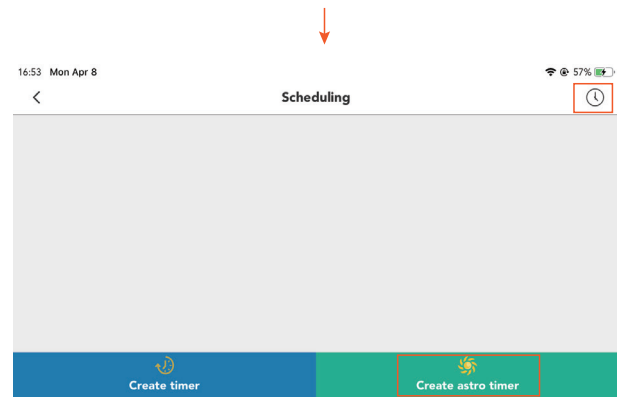 16:53 Mon Apr 8
57%
Scheduling
Create timer
Create astro timer